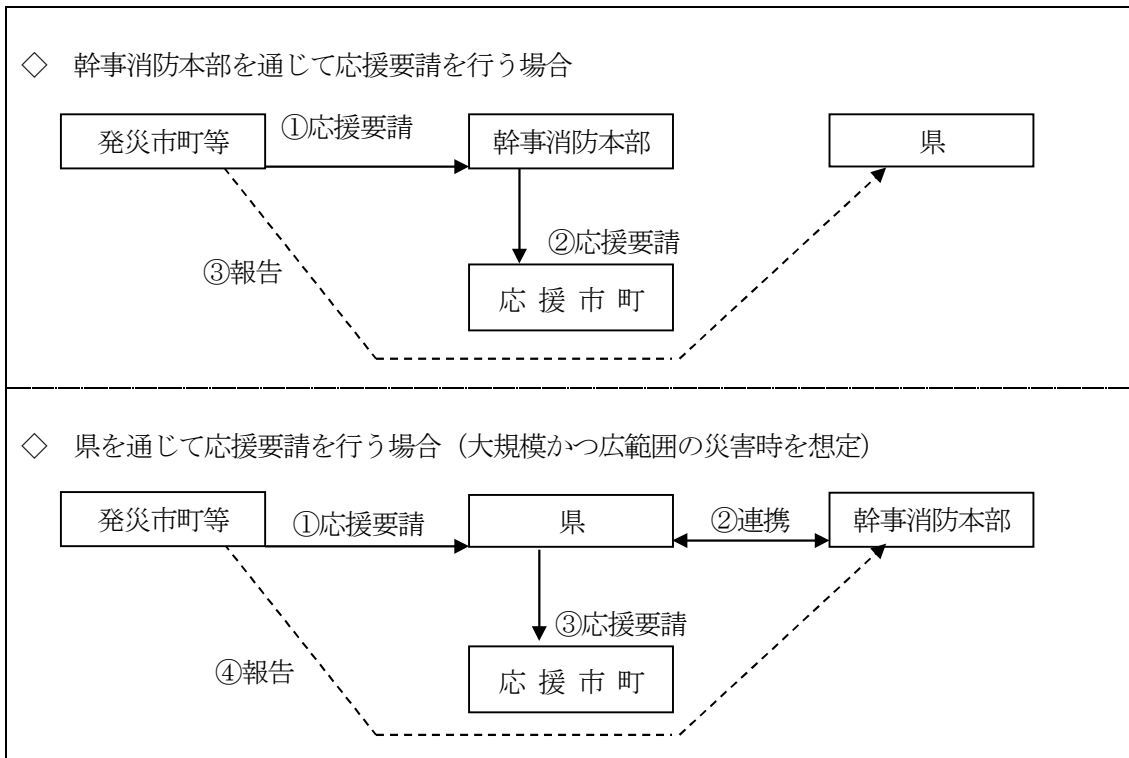 ◇ 幹事消防本部を通じて応援要請を行う場合
発災市町等
①応援要請
幹事消防本部
県
②応援要請
③報告
応 援 市 町
◇ 県を通じて応援要請を行う場合（大規模かつ広範囲の災害時を想定）
発災市町等
①応援要請
県
②連携
幹事消防本部
③応援要請
④報告
応 援 市 町